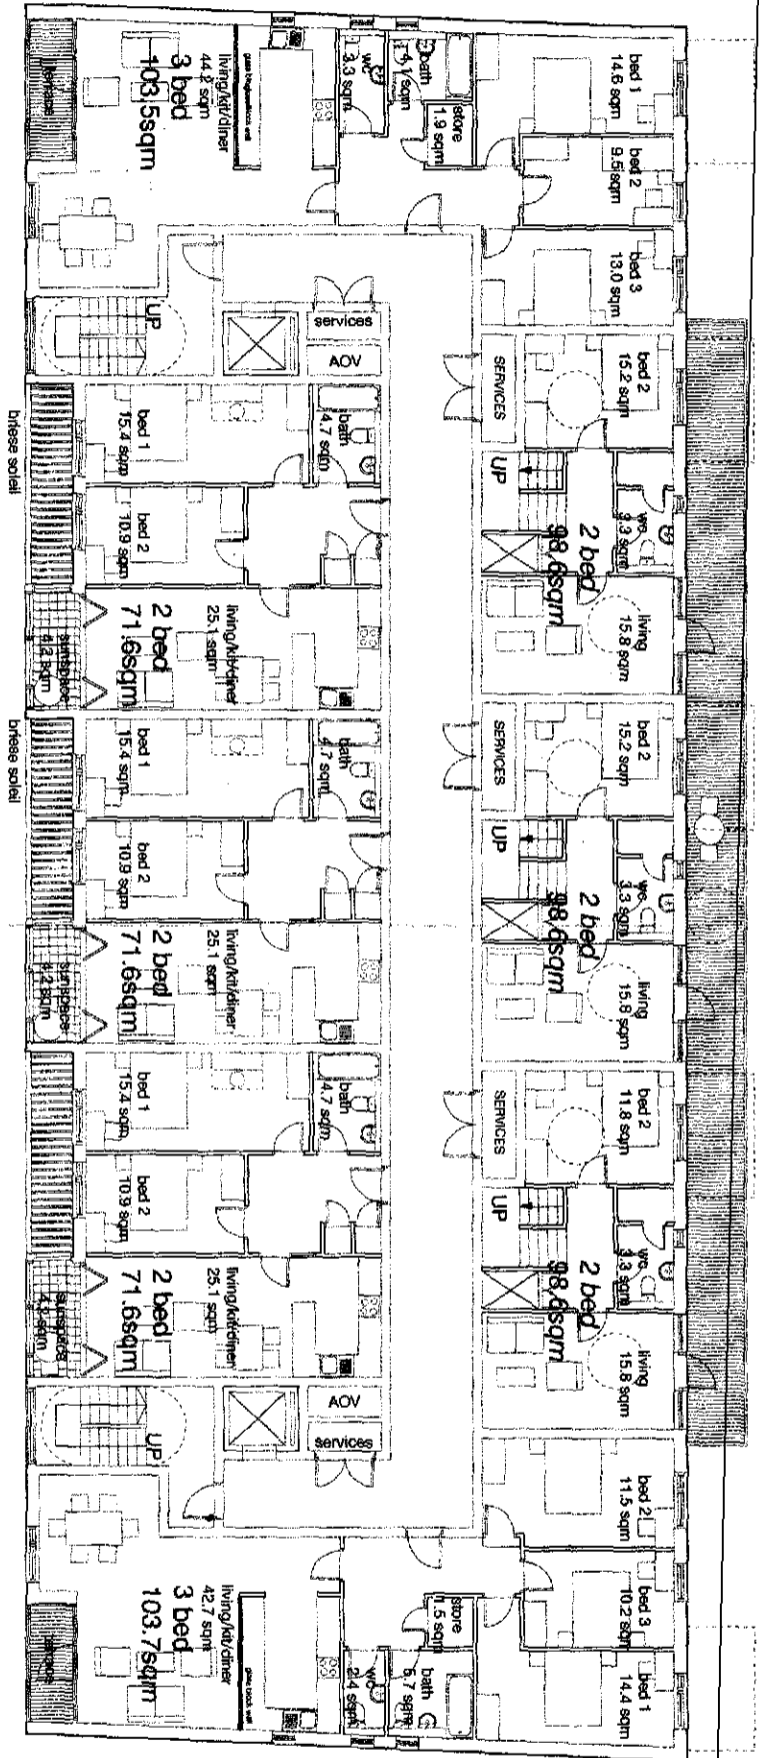 bed 1
14.6 sqm
bed 2
9.5 sqm
bed 3
13.0 sqm
bed 2
15.2 sqm
wc
3.3 sqm
living
15.8 sqm
bed 2
15.2 sqm
wc
3.3 sqm
living
15.8 sqm
bed 2
11.8 sqm
wc
3.3 sqm
living
15.8 sqm
bed 2
11.5 sqm
bed 3
10.2 sqm
bed 1
14.4 sqm
2 bed
98.6sqm
2 bed
98.6sqm
2 bed
98.6sqm
SERVICES
UP
SERVICES
UP
SERVICES
UP
bath
4.1 sqm
store
1.9 sqm
wc
3.3 sqm
store
1.5 sqm
bath
5.7 sqm
wc
2.4 sqm
services
AOV
bath
4.7 sqm
bath
4.7 sqm
bath
4.7 sqm
AOV
services
living/kit/diner
44.2 sqm
3 bed
103.5sqm
terrace
UP
bed 1
15.4 sqm
bed 2
10.9 sqm
living/kit/diner
25.1 sqm
2 bed
71.6sqm
sunspace
4.2 sqm
bed 1
15.4 sqm
bed 2
10.9 sqm
living/kit/diner
25.1 sqm
2 bed
71.6sqm
sunspace
4.2 sqm
bed 1
15.4 sqm
bed 2
10.9 sqm
living/kit/diner
25.1 sqm
2 bed
71.6sqm
sunspace
4.2 sqm
UP
living/kit/diner
42.7 sqm
3 bed
103.7sqm
terrace
glass block wall
briese soleil
briese soleil